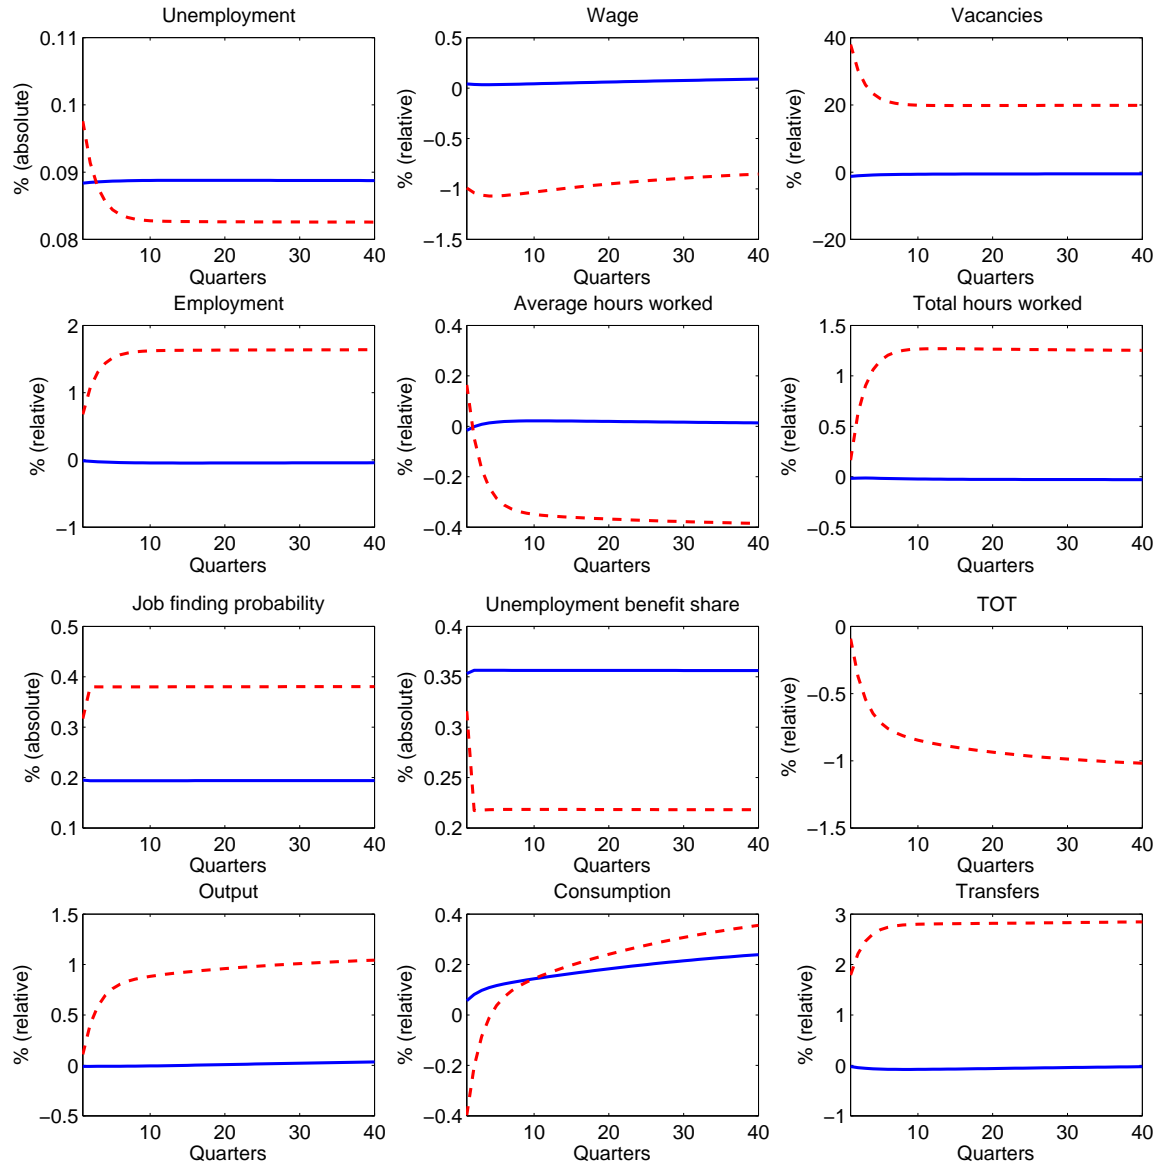 Unemployment
% (absolute)
0.11
0.1
0.09
0.08
10 20 30 40
Quarters
Wage
% (relative)
0.5
0
−0.5
−1
−1.5
10 20 30 40
Quarters
Vacancies
% (relative)
40
20
0
−20
10 20 30 40
Quarters
Employment
% (relative)
2
1
0
−1
10 20 30 40
Quarters
Average hours worked
% (relative)
0.4
0.2
0
−0.2
−0.4
10 20 30 40
Quarters
Total hours worked
% (relative)
1.5
1
0.5
0
−0.5
10 20 30 40
Quarters
Job finding probability
% (absolute)
0.5
0.4
0.3
0.2
0.1
10 20 30 40
Quarters
Unemployment benefit share
% (absolute)
0.4
0.35
0.3
0.25
0.2
10 20 30 40
Quarters
TOT
% (relative)
0
−0.5
−1
−1.5
10 20 30 40
Quarters
Output
% (relative)
1.5
1
0.5
0
−0.5
10 20 30 40
Quarters
Consumption
% (relative)
0.4
0.2
0
−0.2
−0.4
10 20 30 40
Quarters
Transfers
% (relative)
3
2
1
0
−1
10 20 30 40
Quarters